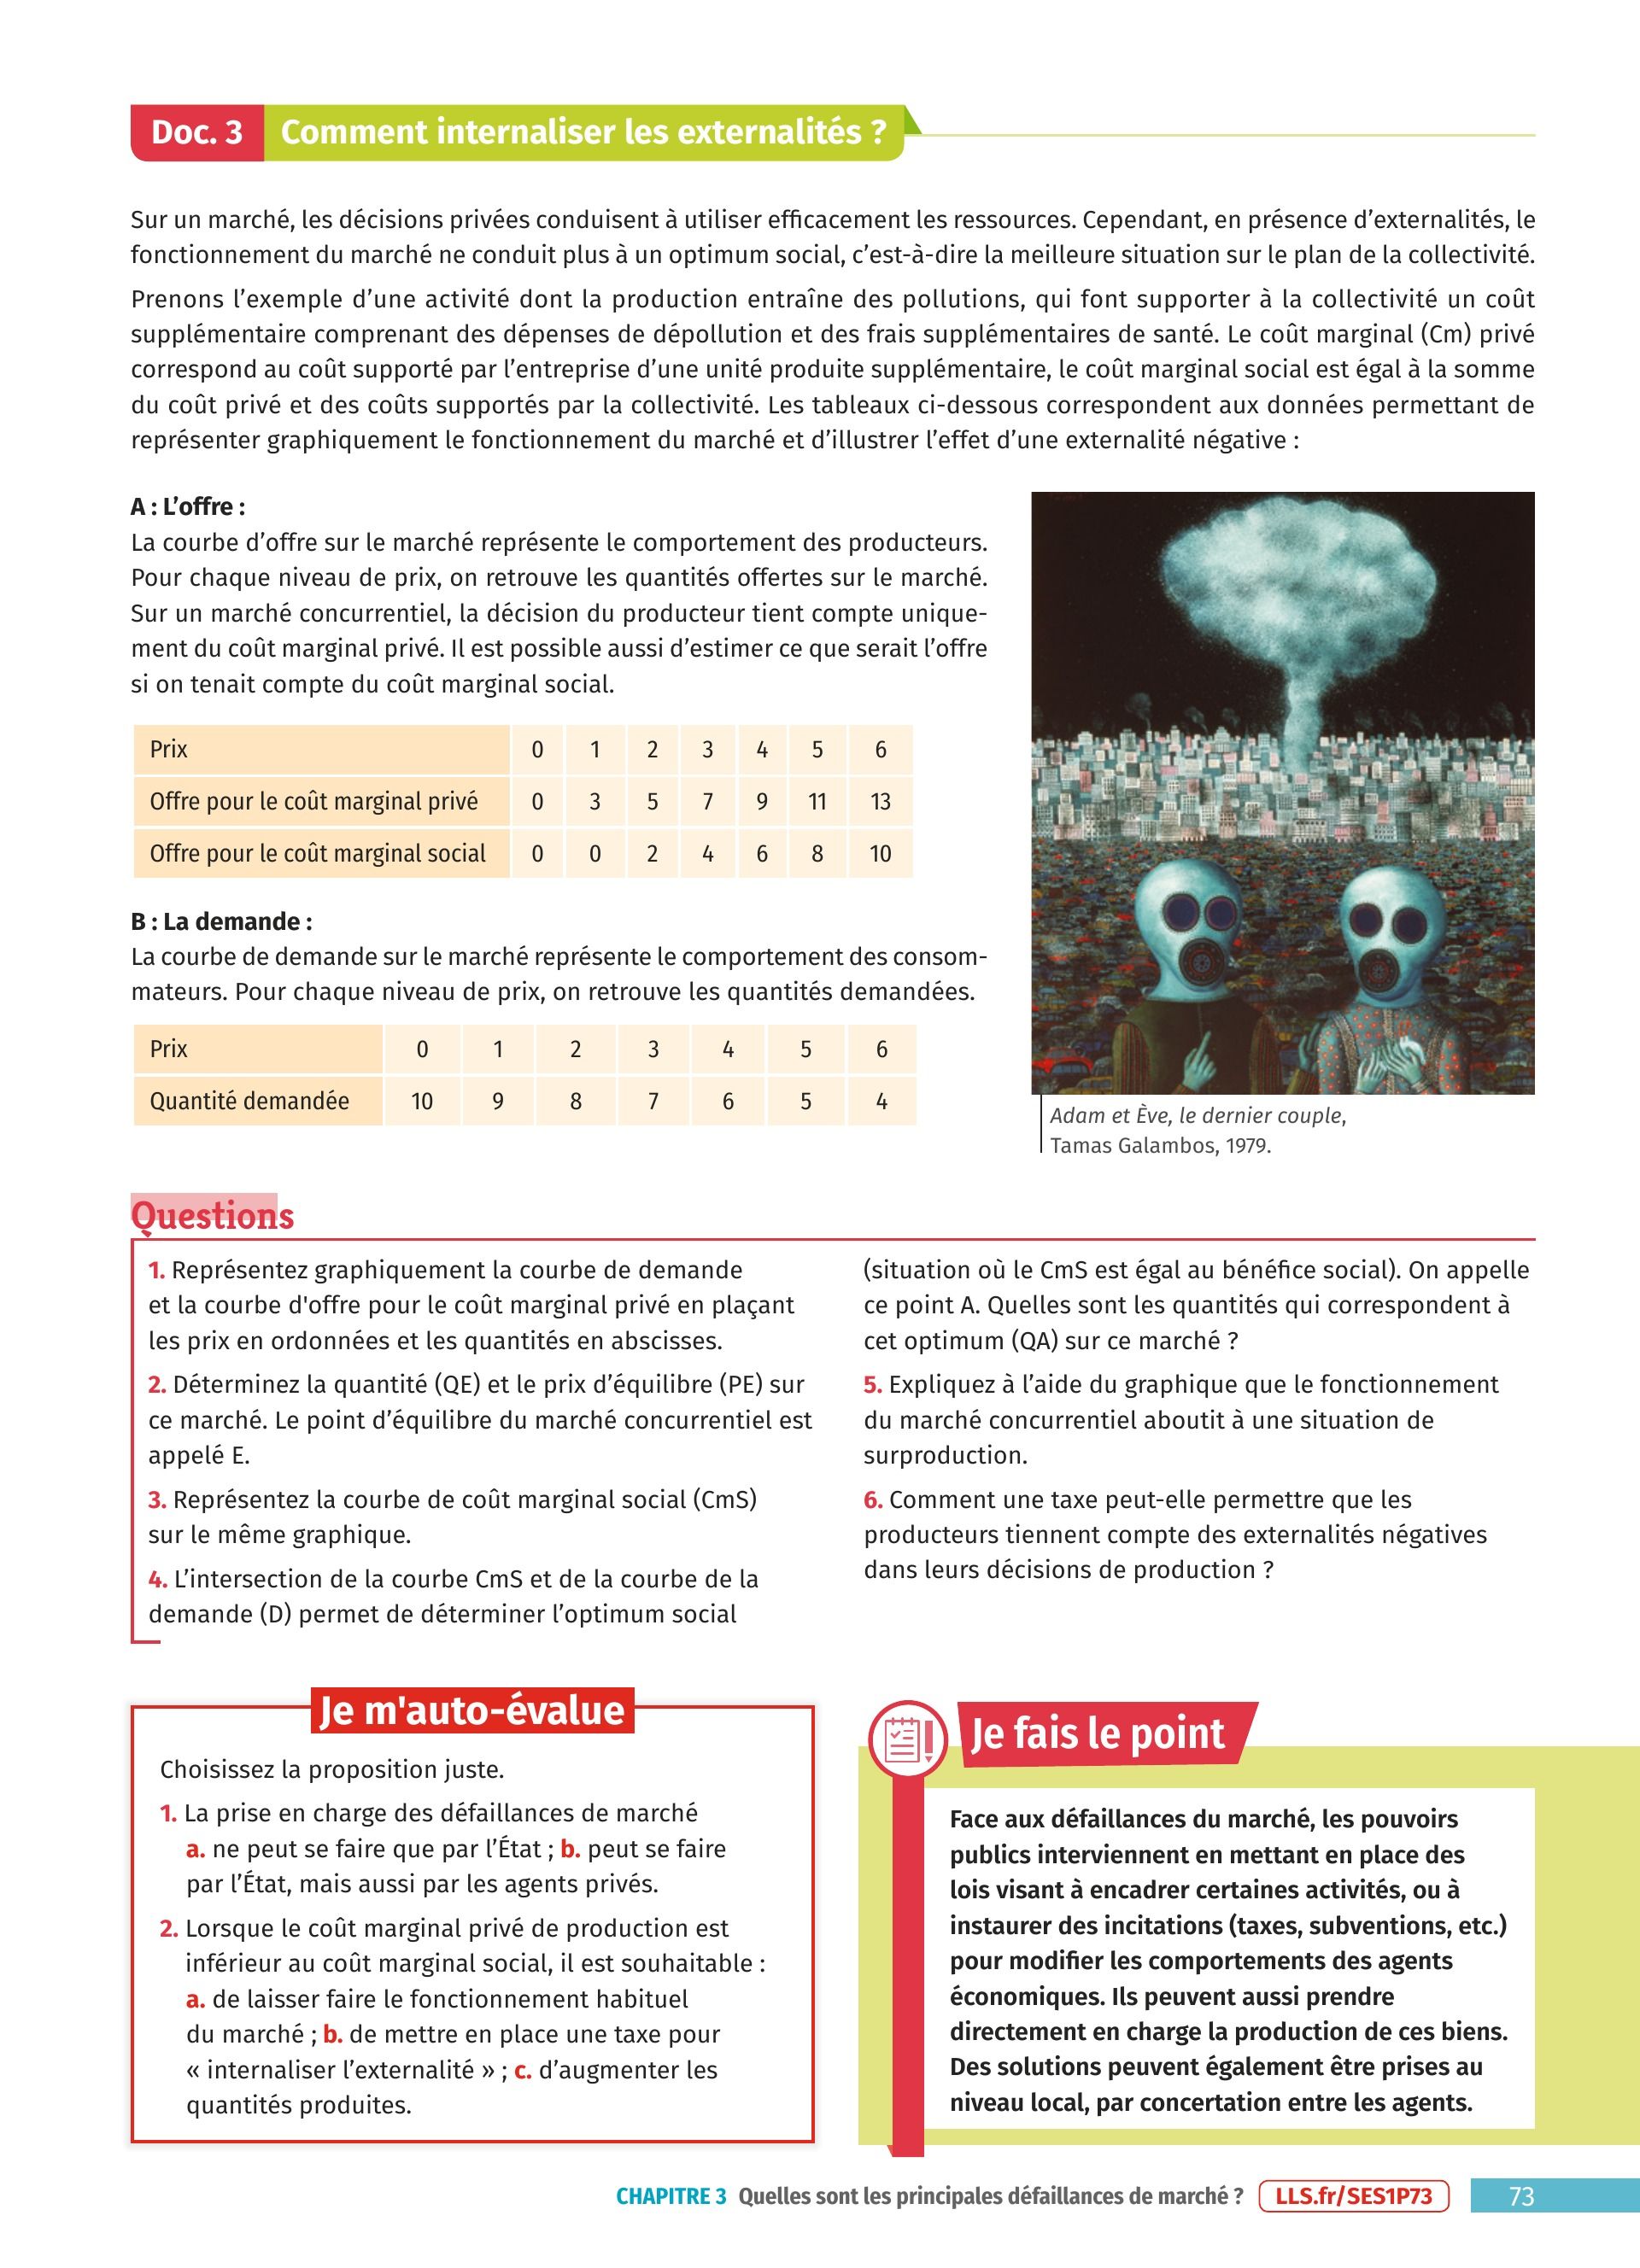 Doc. 3 Comment internaliser les externalités ?
Sur un marché, les décisions privées conduisent à utiliser efficacement les ressources. Cependant, en présence d’externalités, le
fonctionnement du marché ne conduit plus à un optimum social, c’est-à-dire la meilleure situation sur le plan de la collectivité.
Prenons l’exemple d’une activité dont la production entraîne des pollutions, qui font supporter à la collectivité un coût
supplémentaire comprenant des dépenses de dépollution et des frais supplémentaires de santé. Le coût marginal (Cm) privé
correspond au coût supporté par l’entreprise d’une unité produite supplémentaire, le coût marginal social est égal à la somme
du coût privé et des coûts supportés par la collectivité. Les tableaux ci-dessous correspondent aux données permettant de
représenter graphiquement le fonctionnement du marché et d’illustrer l’effet d’une externalité négative :
A : L’offre :
La courbe d’offre sur le marché représente le comportement des producteurs.
Pour chaque niveau de prix, on retrouve les quantités offertes sur le marché.
Sur un marché concurrentiel, la décision du producteur tient compte unique-
ment du coût marginal privé. Il est possible aussi d’estimer ce que serait l’offre
si on tenait compte du coût marginal social.
Prix 0 1 2 3 4 5 6
Offre pour le coût marginal privé 0 3 5 7 9 11 13
Offre pour le coût marginal social 0 0 2 4 6 8 10
B : La demande :
La courbe de demande sur le marché représente le comportement des consom-
mateurs. Pour chaque niveau de prix, on retrouve les quantités demandées.
Prix 0 1 2 3 4 5 6
Quantité demandée 10 9 8 7 6 5 4
Adam et Ève, le dernier couple,
Tamas Galambos, 1979.
Questions
1. Représentez graphiquement la courbe de demande
et la courbe d'offre pour le coût marginal privé en plaçant
les prix en ordonnées et les quantités en abscisses.
2. Déterminez la quantité (QE) et le prix d’équilibre (PE) sur
ce marché. Le point d’équilibre du marché concurrentiel est
appelé E.
3. Représentez la courbe de coût marginal social (CmS)
sur le même graphique.
4. L’intersection de la courbe CmS et de la courbe de la
demande (D) permet de déterminer l’optimum social
(situation où le CmS est égal au bénéfice social). On appelle
ce point A. Quelles sont les quantités qui correspondent à
cet optimum (QA) sur ce marché ?
5. Expliquez à l’aide du graphique que le fonctionnement
du marché concurrentiel aboutit à une situation de
surproduction.
6. Comment une taxe peut-elle permettre que les
producteurs tiennent compte des externalités négatives
dans leurs décisions de production ?
Je m'auto-évalue
Choisissez la proposition juste.
1. La prise en charge des défaillances de marché
a. ne peut se faire que par l’État ; b. peut se faire
par l’État, mais aussi par les agents privés.
2. Lorsque le coût marginal privé de production est
inférieur au coût marginal social, il est souhaitable :
a. de laisser faire le fonctionnement habituel
du marché ; b. de mettre en place une taxe pour
« internaliser l’externalité » ; c. d’augmenter les
quantités produites.
Je fais le point
Face aux défaillances du marché, les pouvoirs
publics interviennent en mettant en place des
lois visant à encadrer certaines activités, ou à
instaurer des incitations (taxes, subventions, etc.)
pour modifier les comportements des agents
économiques. Ils peuvent aussi prendre
directement en charge la production de ces biens.
Des solutions peuvent également être prises au
niveau local, par concertation entre les agents.
CHAPITRE 3 Quelles sont les principales défaillances de marché ? LLS.fr/SES1P73 73